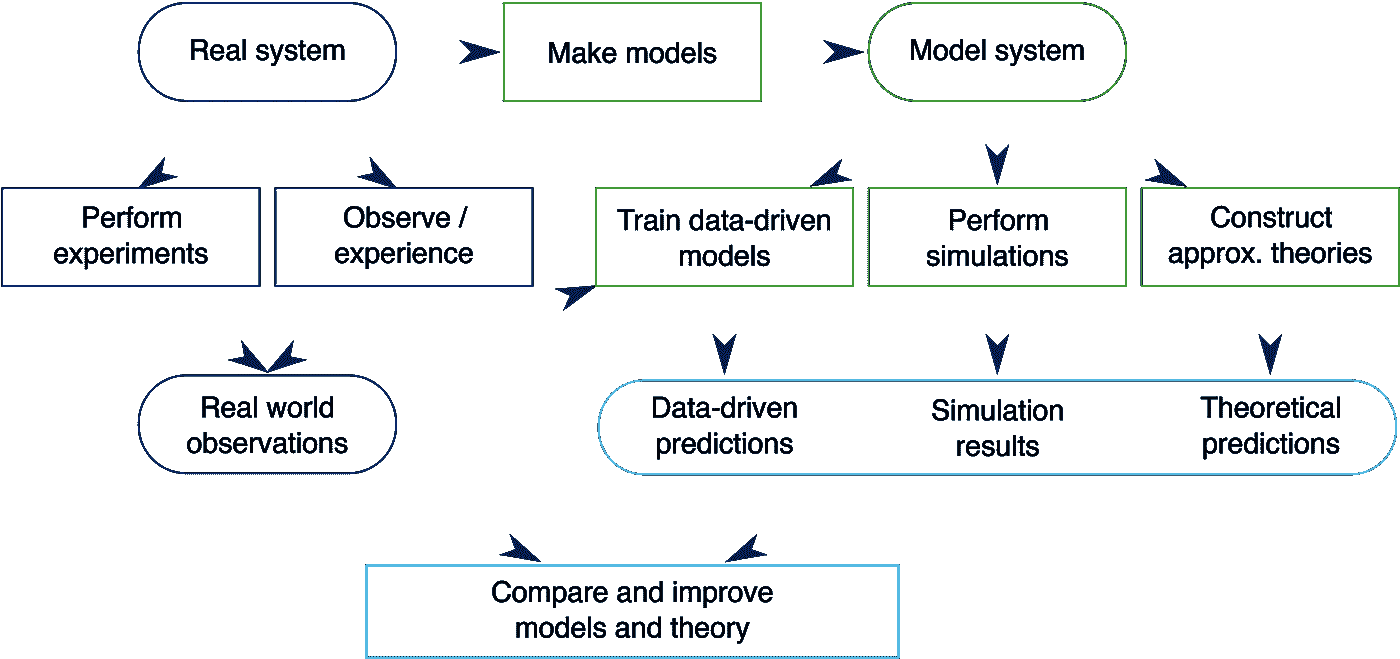 Real system
Make models
Model system
Perform
experiments
Observe /
experience
Train data-driven
models
Perform
simulations
Construct
approx. theories
Real world
observations
Data-driven
predictions
Simulation
results
Theoretical
predictions
Compare and improve
models and theory